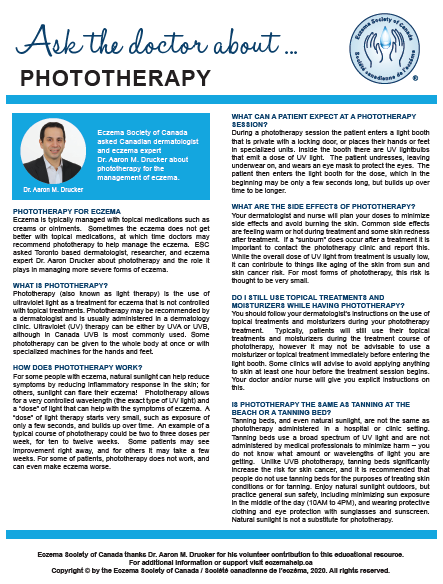 Ask the doctor about ...
PHOTOTHERAPY
Eczema Society of Canada
Société canadienne de l'eczéma
®
Eczema Society of Canada
asked Canadian dermatologist
and eczema expert
Dr. Aaron M. Drucker about
phototherapy for the
management of eczema.
Dr. Aaron M. Drucker
PHOTOTHERAPY FOR ECZEMA
Eczema is typically managed with topical medications such as
creams or ointments. Sometimes the eczema does not get
better with topical medications, at which time doctors may
recommend phototherapy to help manage the eczema. ESC
asked Toronto based dermatologist, researcher, and eczema
expert Dr. Aaron Drucker about phototherapy and the role it
plays in managing more severe forms of eczema.
WHAT IS PHOTOTHERAPY?
Phototherapy (also known as light therapy) is the use of
ultraviolet light as a treatment for eczema that is not controlled
with topical treatments. Phototherapy may be recommended by
a dermatologist and is usually administered in a dermatology
clinic. Ultraviolet (UV) therapy can be either by UVA or UVB,
although in Canada UVB is most commonly used. Some
phototherapy can be given to the whole body at once or with
specialized machines for the hands and feet.
HOW DOES PHOTOTHERAPY WORK?
For some people with eczema, natural sunlight can help reduce
symptoms by reducing inflammatory response in the skin; for
others, sunlight can flare their eczema! Phototherapy allows
for a very controlled wavelength (the exact type of UV light) and
a "dose" of light that can help with the symptoms of eczema. A
"dose" of light therapy starts very small, such as exposure of
only a few seconds, and builds up over time. An example of a
typical course of phototherapy could be two to three doses per
week, for ten to twelve weeks. Some patients may see
improvement right away, and for others it may take a few
weeks. For some of patients, phototherapy does not work, and
can even make eczema worse.
WHAT CAN A PATIENT EXPECT AT A PHOTOTHERAPY
SESSION?
During a phototherapy session the patient enters a light booth
that is private with a locking door, or places their hands or feet
in specialized units. Inside the booth there are UV lightbulbs
that emit a dose of UV light. The patient undresses, leaving
underwear on, and wears an eye mask to protect the eyes. The
patient then enters the light booth for the dose, which in the
beginning may be only a few seconds long, but builds up over
time to be longer.
WHAT ARE THE SIDE EFFECTS OF PHOTOTHERAPY?
Your dermatologist and nurse will plan your doses to minimize
side effects and avoid burning the skin. Common side effects
are feeling warm or hot during treatment and some skin redness
after treatment. If a "sunburn" does occur after a treatment it is
important to contact the phototherapy clinic and report this.
While the overall dose of UV light from treatment is usually low,
it can contribute to things like aging of the skin from sun and
skin cancer risk. For most forms of phototherapy, this risk is
thought to be very small.
DO I STILL USE TOPICAL TREATMENTS AND
MOISTURIZERS WHILE HAVING PHOTOTHERAPY?
You should follow your dermatologist's instructions on the use of
topical treatments and moisturizers during your phototherapy
treatment. Typically, patients will still use their topical
treatments and moisturizers during the treatment course of
phototherapy, however it may not be advisable to use a
moisturizer or topical treatment immediately before entering the
light booth. Some clinics will advise to avoid applying anything
to skin at least one hour before the treatment session begins.
Your doctor and/or nurse will give you explicit instructions on
this.
IS PHOTOTHERAPY THE SAME AS TANNING AT THE
BEACH OR A TANNING BED?
Tanning beds, and even natural sunlight, are not the same as
phototherapy administered in a hospital or clinic setting.
Tanning beds use a broad spectrum of UV light and are not
administered by medical professionals to minimize harm – you
do not know what amount or wavelengths of light you are
getting. Unlike UVB phototherapy, tanning beds significantly
increase the risk for skin cancer, and it is recommended that
people do not use tanning beds for the purposes of treating skin
conditions or for tanning. Enjoy natural sunlight outdoors, but
practice general sun safety, including minimizing sun exposure
in the middle of the day (10AM to 4PM), and wearing protective
clothing and eye protection with sunglasses and sunscreen.
Natural sunlight is not a substitute for phototherapy.
Eczema Society of Canada thanks Dr. Aaron M. Drucker for his volunteer contribution to this educational resource.
For additional information or support visit eczemahelp.ca
Copyright © by the Eczema Society of Canada / Société canadienne de l'eczéma, 2020. All rights reserved.